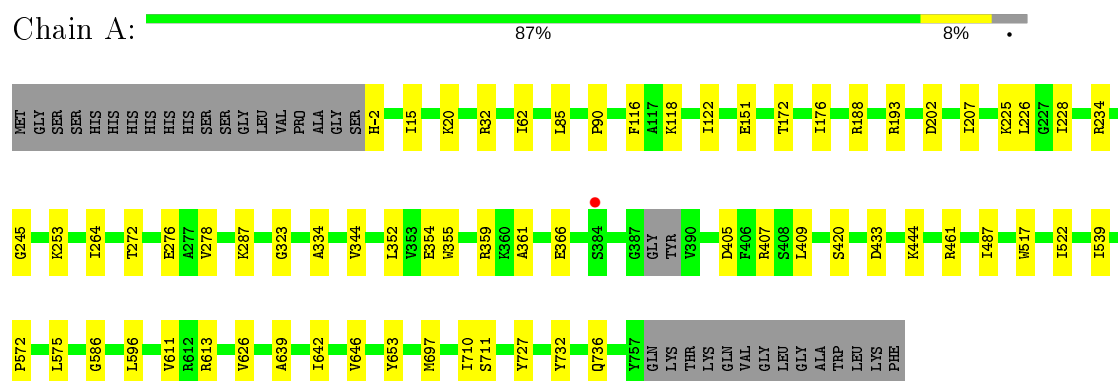 Chain A:
87% 8% •
MET GLY SER SER HIS HIS HIS HIS HIS HIS SER SER GLY LEU VAL PRO ALA GLY SER H-2 I15 K20 R32 I62 L85 P90 F116 A117 K118 I122 E151 T172 I176 R188 R193 D202 I207 K225 L226 G227 I228 R234
G245 K253 I264 T272 E276 A277 V278 K287 G323 A334 V344 L352 V353 E354 W355 R359 K360 A361 E366 S384 G387 GLY TYR V390 D405 F406 R407 S408 L409 S420 D433 K444 R461 I487 W517 I522 I539
P572 L575 G586 L596 V611 R612 R613 V626 A639 I642 V646 Y653 M697 I710 S711 Y727 Y732 Q736 Y757 GLN LYS THR LYS LYS GLN VAL GLY LEU GLY ALA TRP LEU LYS PHE